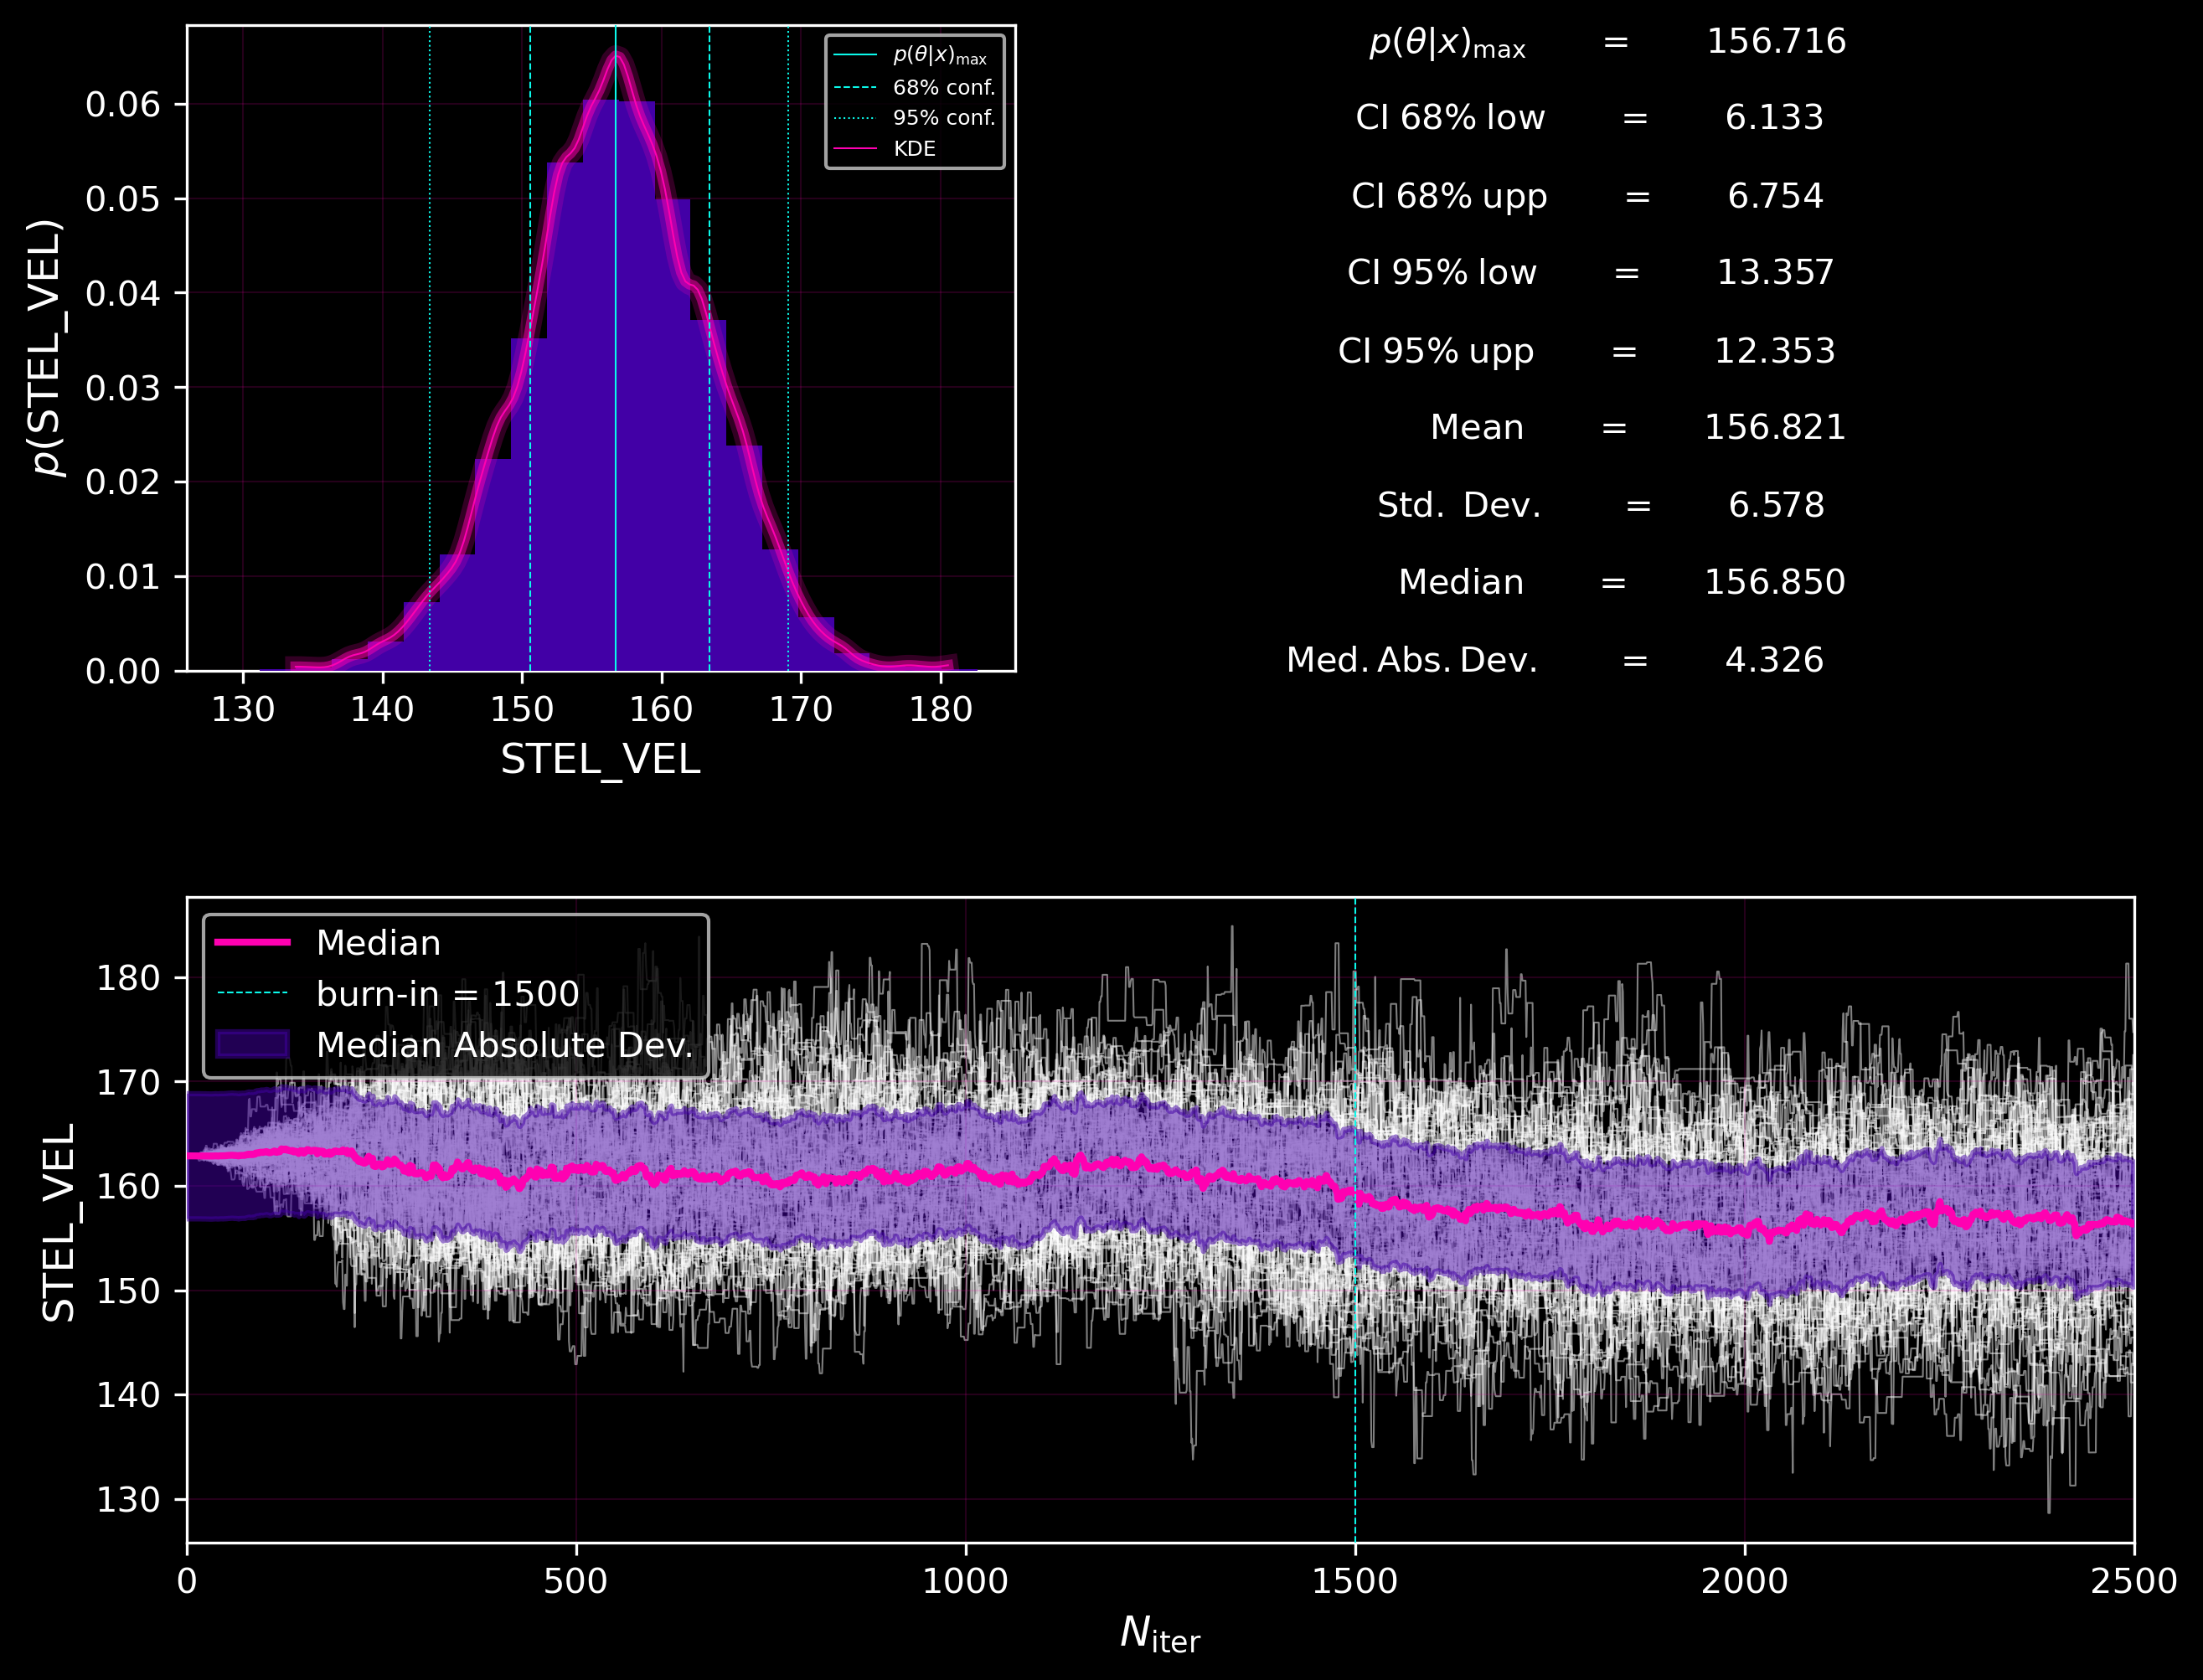 p(θ|x)max
68% conf.
95% conf.
KDE
0.06
0.05
0.04
0.03
0.02
0.01
0.00
p(STEL_VEL)
130 140 150 160 170 180
STEL_VEL
p(θ|x)max = 156.716
CI 68% low = 6.133
CI 68% upp = 6.754
CI 95% low = 13.357
CI 95% upp = 12.353
Mean = 156.821
Std. Dev. = 6.578
Median = 156.850
Med. Abs. Dev. = 4.326
Median
burn-in = 1500
Median Absolute Dev.
180
170
160
150
140
130
STEL_VEL
0 500 1000 1500 2000 2500
Niter